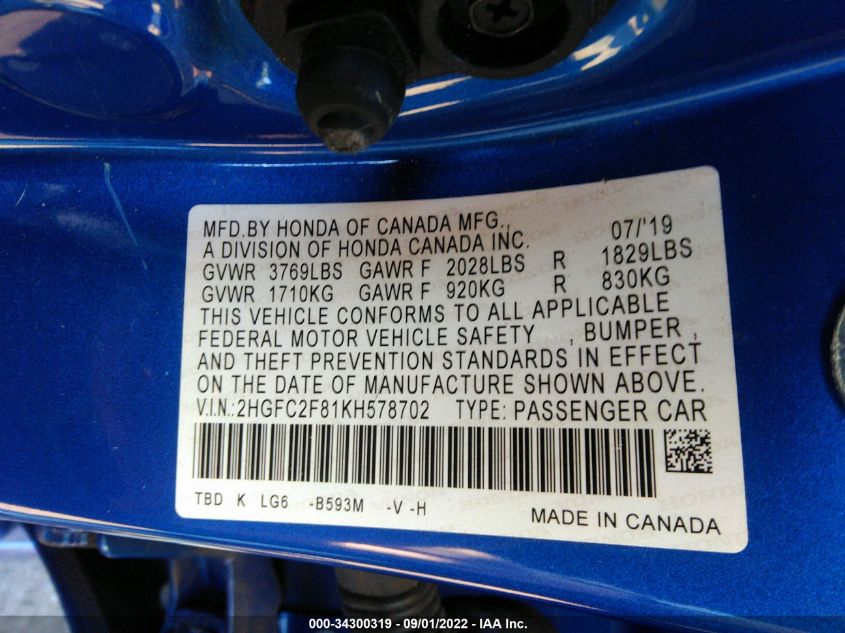 MFD.BY HONDA OF CANADA MFG., 07/'19
A DIVISION OF HONDA CANADA INC.
GVWR 3769LBS GAWR F 2028LBS R 1829LBS
GVWR 1710KG GAWR F 920KG R 830KG
THIS VEHICLE CONFORMS TO ALL APPLICABLE
FEDERAL MOTOR VEHICLE SAFETY , BUMPER ,
AND THEFT PREVENTION STANDARDS IN EFFECT
ON THE DATE OF MANUFACTURE SHOWN ABOVE.
V.I.N.:2HGFC2F81KH578702 TYPE: PASSENGER CAR
TBD K LG6 -B593M -V -H
MADE IN CANADA
000-34300319 - 09/01/2022 - IAA Inc.